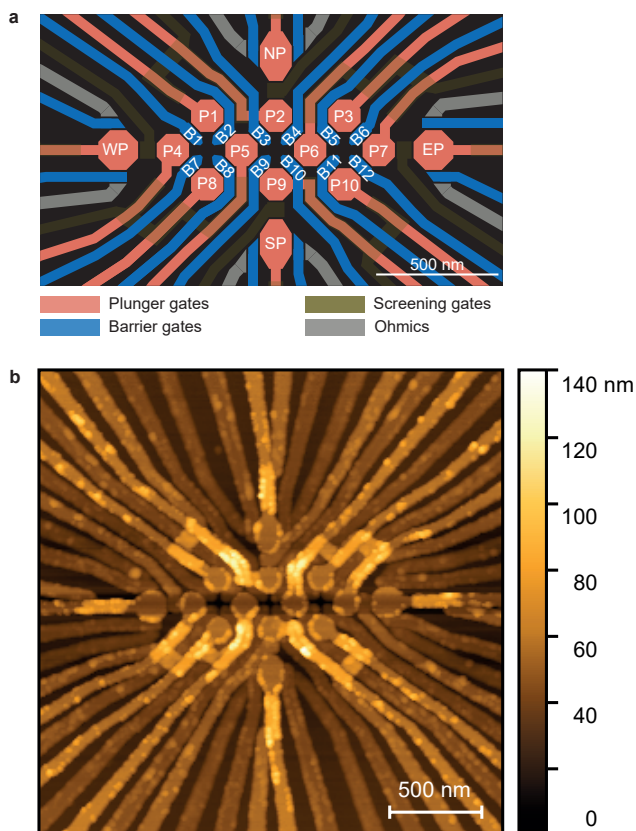 a
NP
P1 P2 P3
B1 B2 B3 B4 B5 B6
WP P4 P5 P6 P7 EP
B7 B8 B9 B10 B11 B12
P8 P9 P10
SP
500 nm
Plunger gates
Screening gates
Barrier gates
Ohmics
b
140 nm
120
100
80
60
40
0
500 nm